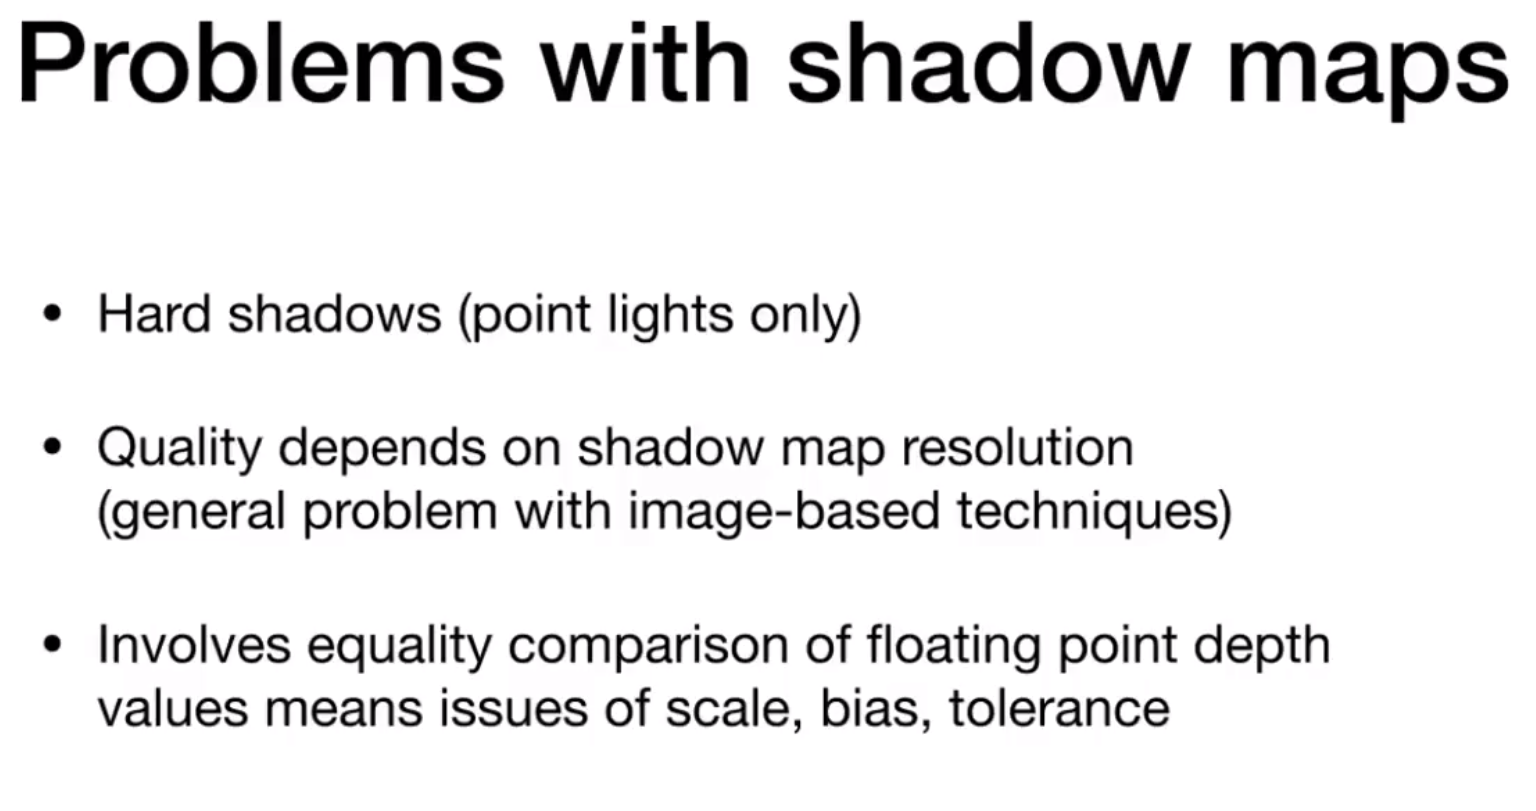 Problems with shadow maps
• Hard shadows (point lights only)
• Quality depends on shadow map resolution
(general problem with image-based techniques)
• Involves equality comparison of floating point depth
values means issues of scale, bias, tolerance